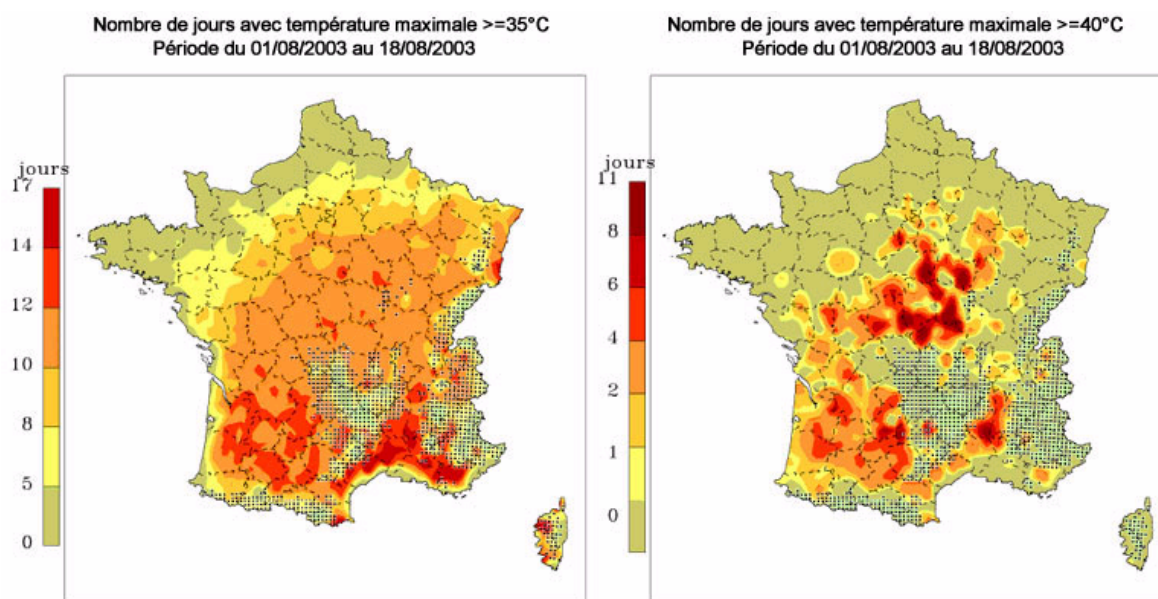 Nombre de jours avec température maximale >=35°C
Période du 01/08/2003 au 18/08/2003
jours
17
14
12
10
8
5
0
Nombre de jours avec température maximale >=40°C
Période du 01/08/2003 au 18/08/2003
jours
11
8
6
4
2
1
0